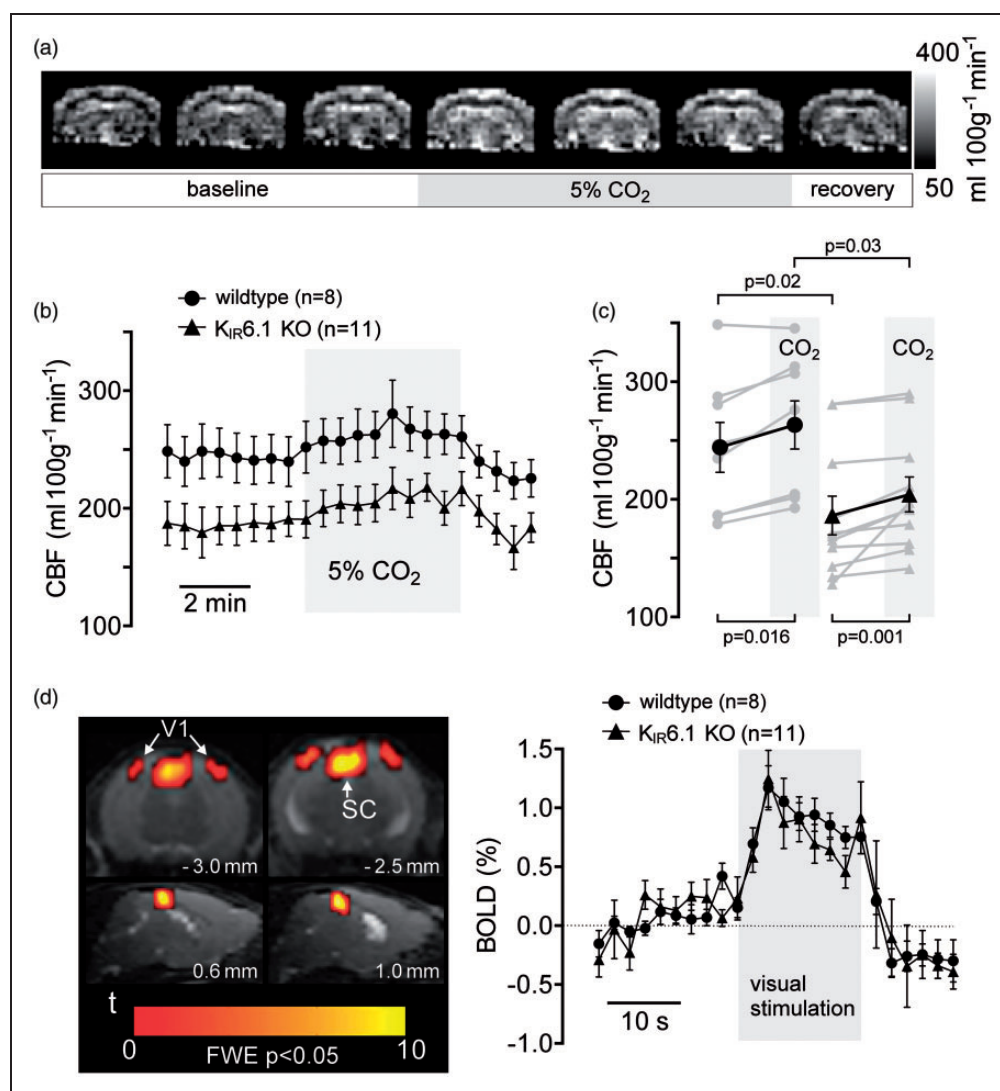 (a)
400
ml 100g⁻¹ min⁻¹
50
baseline
5% CO₂
recovery
(b)
wildtype (n=8)
K_IR6.1 KO (n=11)
CBF (ml 100g⁻¹ min⁻¹)
300
200
100
5% CO₂
2 min
(c)
p=0.03
p=0.02
CBF (ml 100g⁻¹ min⁻¹)
300
200
100
CO₂
CO₂
p=0.016
p=0.001
(d)
V1
SC
- 3.0 mm
- 2.5 mm
0.6 mm
1.0 mm
t
0
FWE p<0.05
10
wildtype (n=8)
K_IR6.1 KO (n=11)
BOLD (%)
1.5
1.0
0.5
0.0
-0.5
-1.0
10 s
visual
stimulation